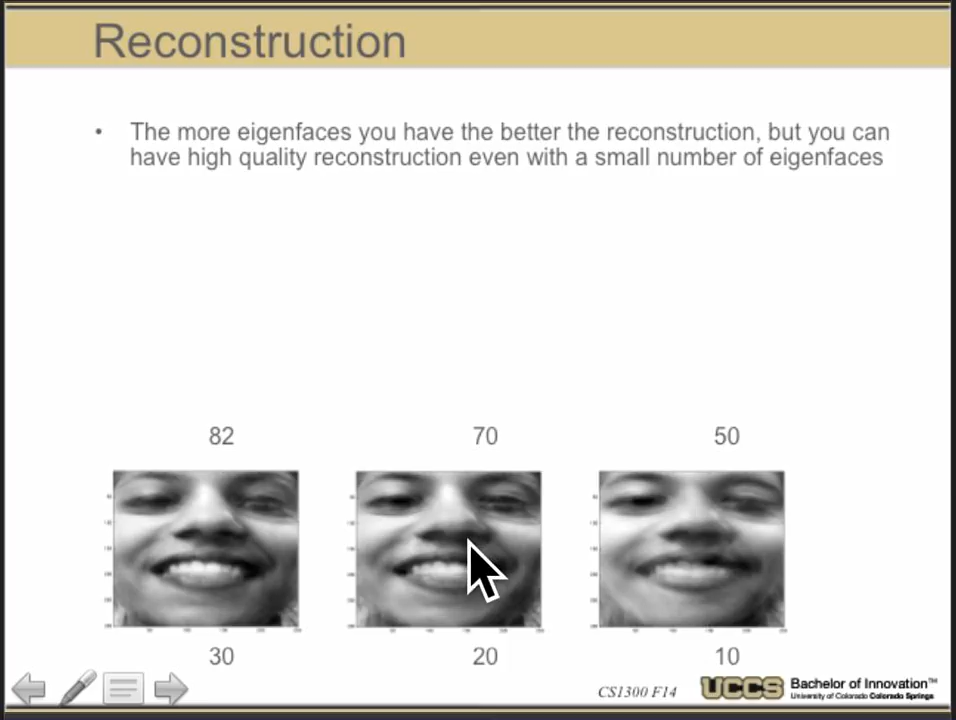 Reconstruction
• The more eigenfaces you have the better the reconstruction, but you can
have high quality reconstruction even with a small number of eigenfaces
82 70 50
30 20 10
CS1300 F14
UCCS
Bachelor of Innovation™
University of Colorado Colorado Springs